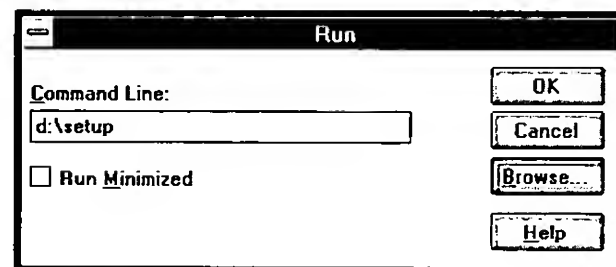 Run
Command Line:
d:\setup
Run Minimized
OK
Cancel
Browse...
Help